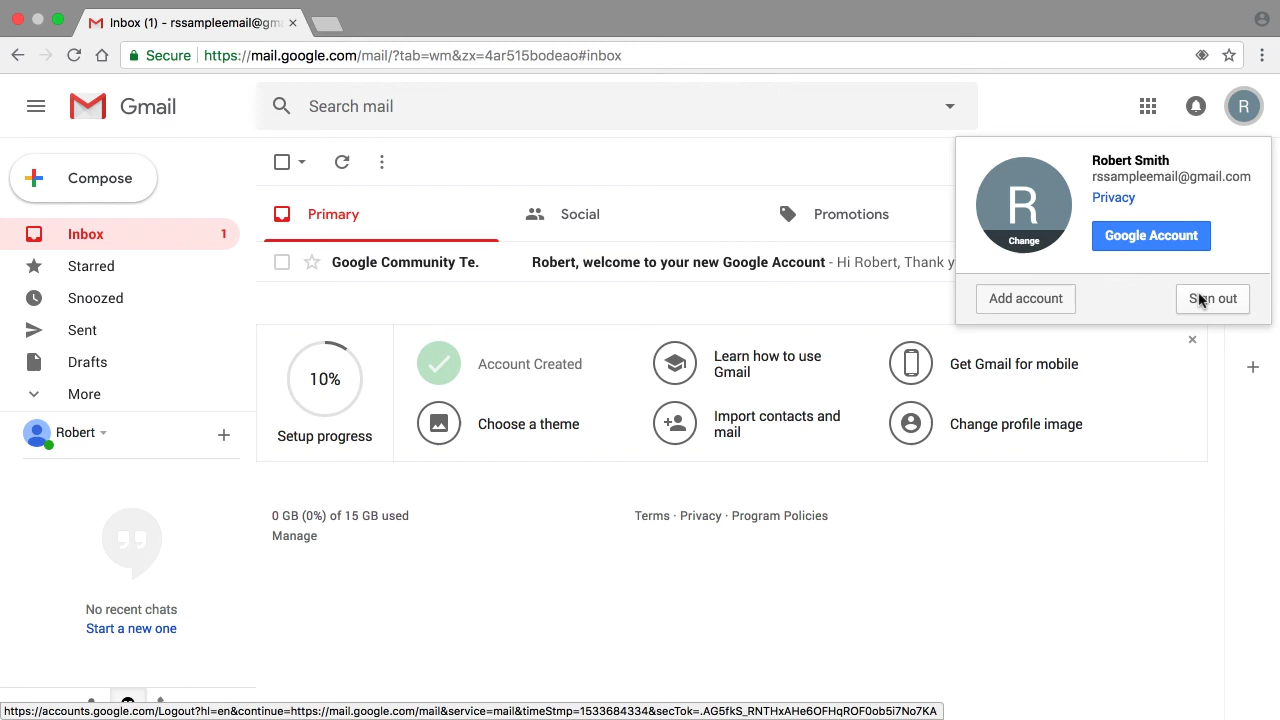 Inbox (1) - rssampleemail@gm
Secure https://mail.google.com/mail/?tab=wm&zx=4ar515bodeao#inbox
Gmail
Search mail
R
Compose
Inbox 1
Starred
Snoozed
Sent
Drafts
More
Robert
No recent chats
Start a new one
Primary
Social
Promotions
Google Community Te. Robert, welcome to your new Google Account - Hi Robert, Thank y
R
Change
Robert Smith
rssampleemail@gmail.com
Privacy
Google Account
Add account
Sign out
10%
Setup progress
Account Created
Learn how to use
Gmail
Get Gmail for mobile
Choose a theme
Import contacts and
mail
Change profile image
0 GB (0%) of 15 GB used
Manage
Terms · Privacy · Program Policies
https://accounts.google.com/Logout?hl=en&continue=https://mail.google.com/mail&service=mail&timeStmp=1533684334&secTok=.AG5fkS_RNTHxAHe6OFHqROF0ob5i7No7KA